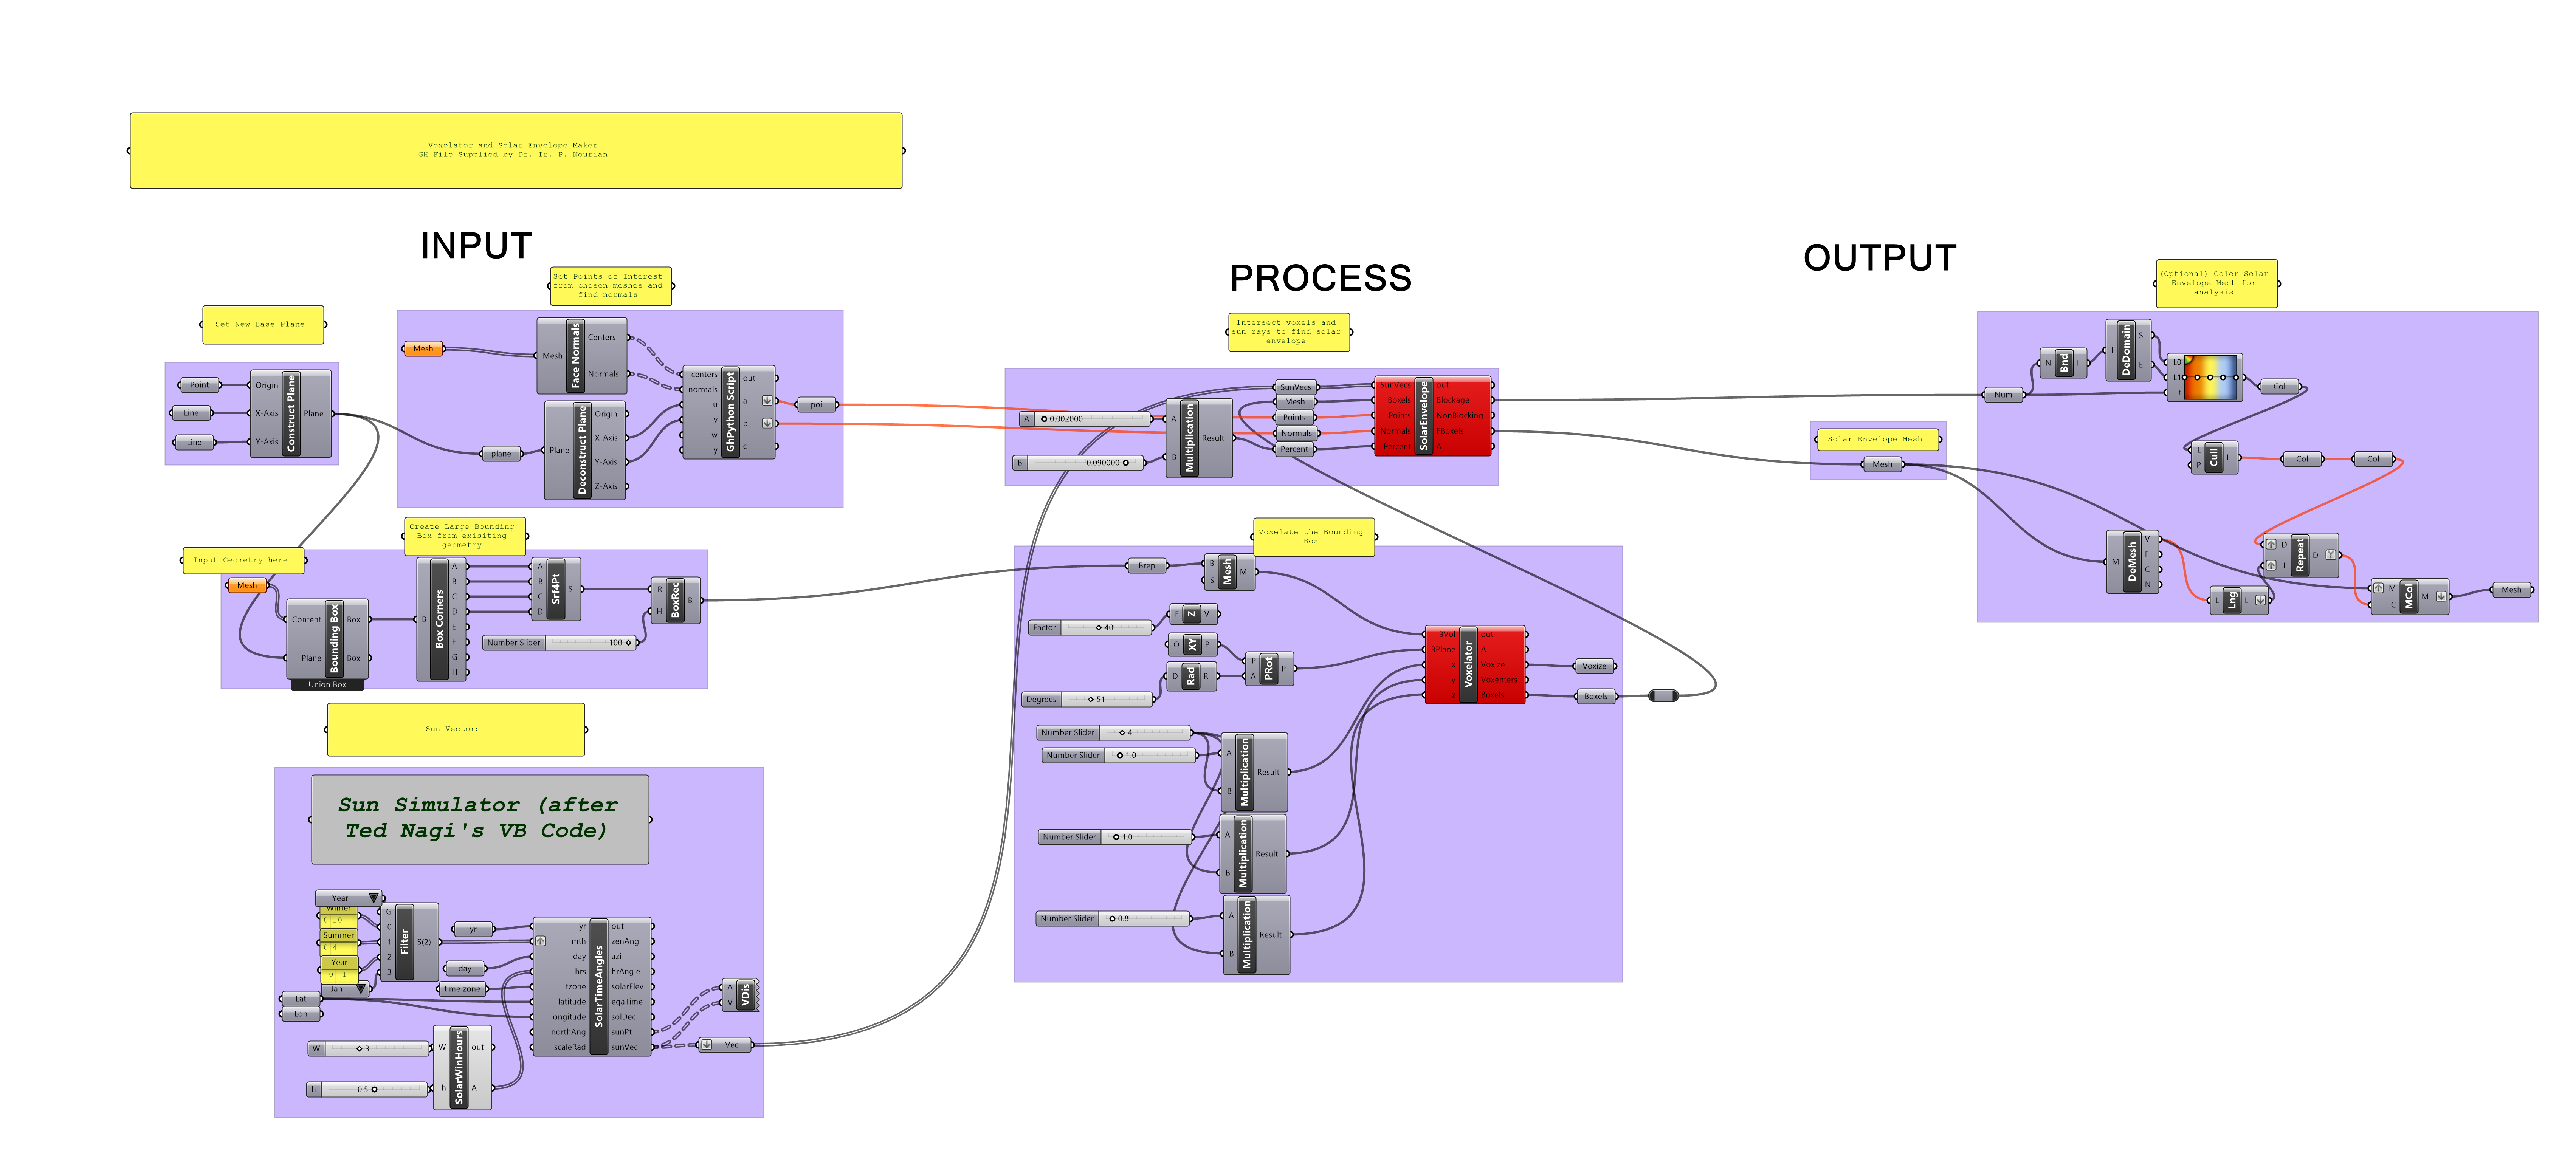 Voxelator and Solar Envelope Maker
GH File Supplied by Dr. Ir. P. Nourian
INPUT
Set New Base Plane
Point
Line
Line
Origin
X-Axis
Y-Axis
Construct Plane
Plane
Set Points of Interest
from chosen meshes and
find normals
Mesh
Mesh
Face Normals
Centers
Normals
plane
Plane
Deconstruct Plane
Origin
X-Axis
Y-Axis
Z-Axis
centers
normals
u
v
w
y
GhPython Script
out
a
b
c
poi
Input Geometry here
Mesh
Content
Plane
Bounding Box
Box
Box
Union Box
Create Large Bounding
Box from exisiting
geometry
B
Box Corners
A
B
C
D
E
F
G
H
A
B
C
D
Srf4Pt
S
Number Slider
100
R
H
BoxRec
B
Sun Vectors
Sun Simulator (after
Ted Nagi's VB Code)
Year
Winter
0 10
Summer
0 4
Year
0 1
Jan
G
0
1
2
3
Filter
S(2)
Lat
Lon
yr
day
time zone
W
3
h
0.5
W
h
SolarWinHours
out
A
yr
mth
day
hrs
tzone
latitude
longitude
northAng
scaleRad
SolarTimeAngles
out
zenAng
azi
hrAngle
solarElev
eqaTime
solDec
sunPt
sunVec
A
V
VDis
Vec
PROCESS
Intersect voxels and
sun rays to find solar
envelope
A
0.002000
B
0.090000
A
B
Multiplication
Result
SunVecs
Mesh
Points
Normals
Percent
SunVecs
Boxels
Points
Normals
Percent
SolarEnvelope
out
Blockage
NonBlocking
FBoxels
A
Voxelate the Bounding
Box
Brep
B
S
Mesh
M
Factor
40
F
Z
V
O
XY
P
Degrees
51
D
Rad
R
P
A
PRot
P
Number Slider
4
Number Slider
1.0
A
B
Multiplication
Result
Number Slider
1.0
A
B
Multiplication
Result
Number Slider
0.8
A
B
Multiplication
Result
BVol
BPlane
x
y
z
Voxelator
out
A
Voxize
Voxenters
Boxels
Voxize
Boxels
OUTPUT
Solar Envelope Mesh
Mesh
(Optional) Color Solar
Envelope Mesh for
analysis
Num
N
Bnd
I
I
DeDomain
S
E
L0
L1
t
Col
L
P
Cull
L
Col
Col
M
DeMesh
V
F
C
N
L
Lng
L
D
L
Repeat
D
M
C
MCol
M
Mesh